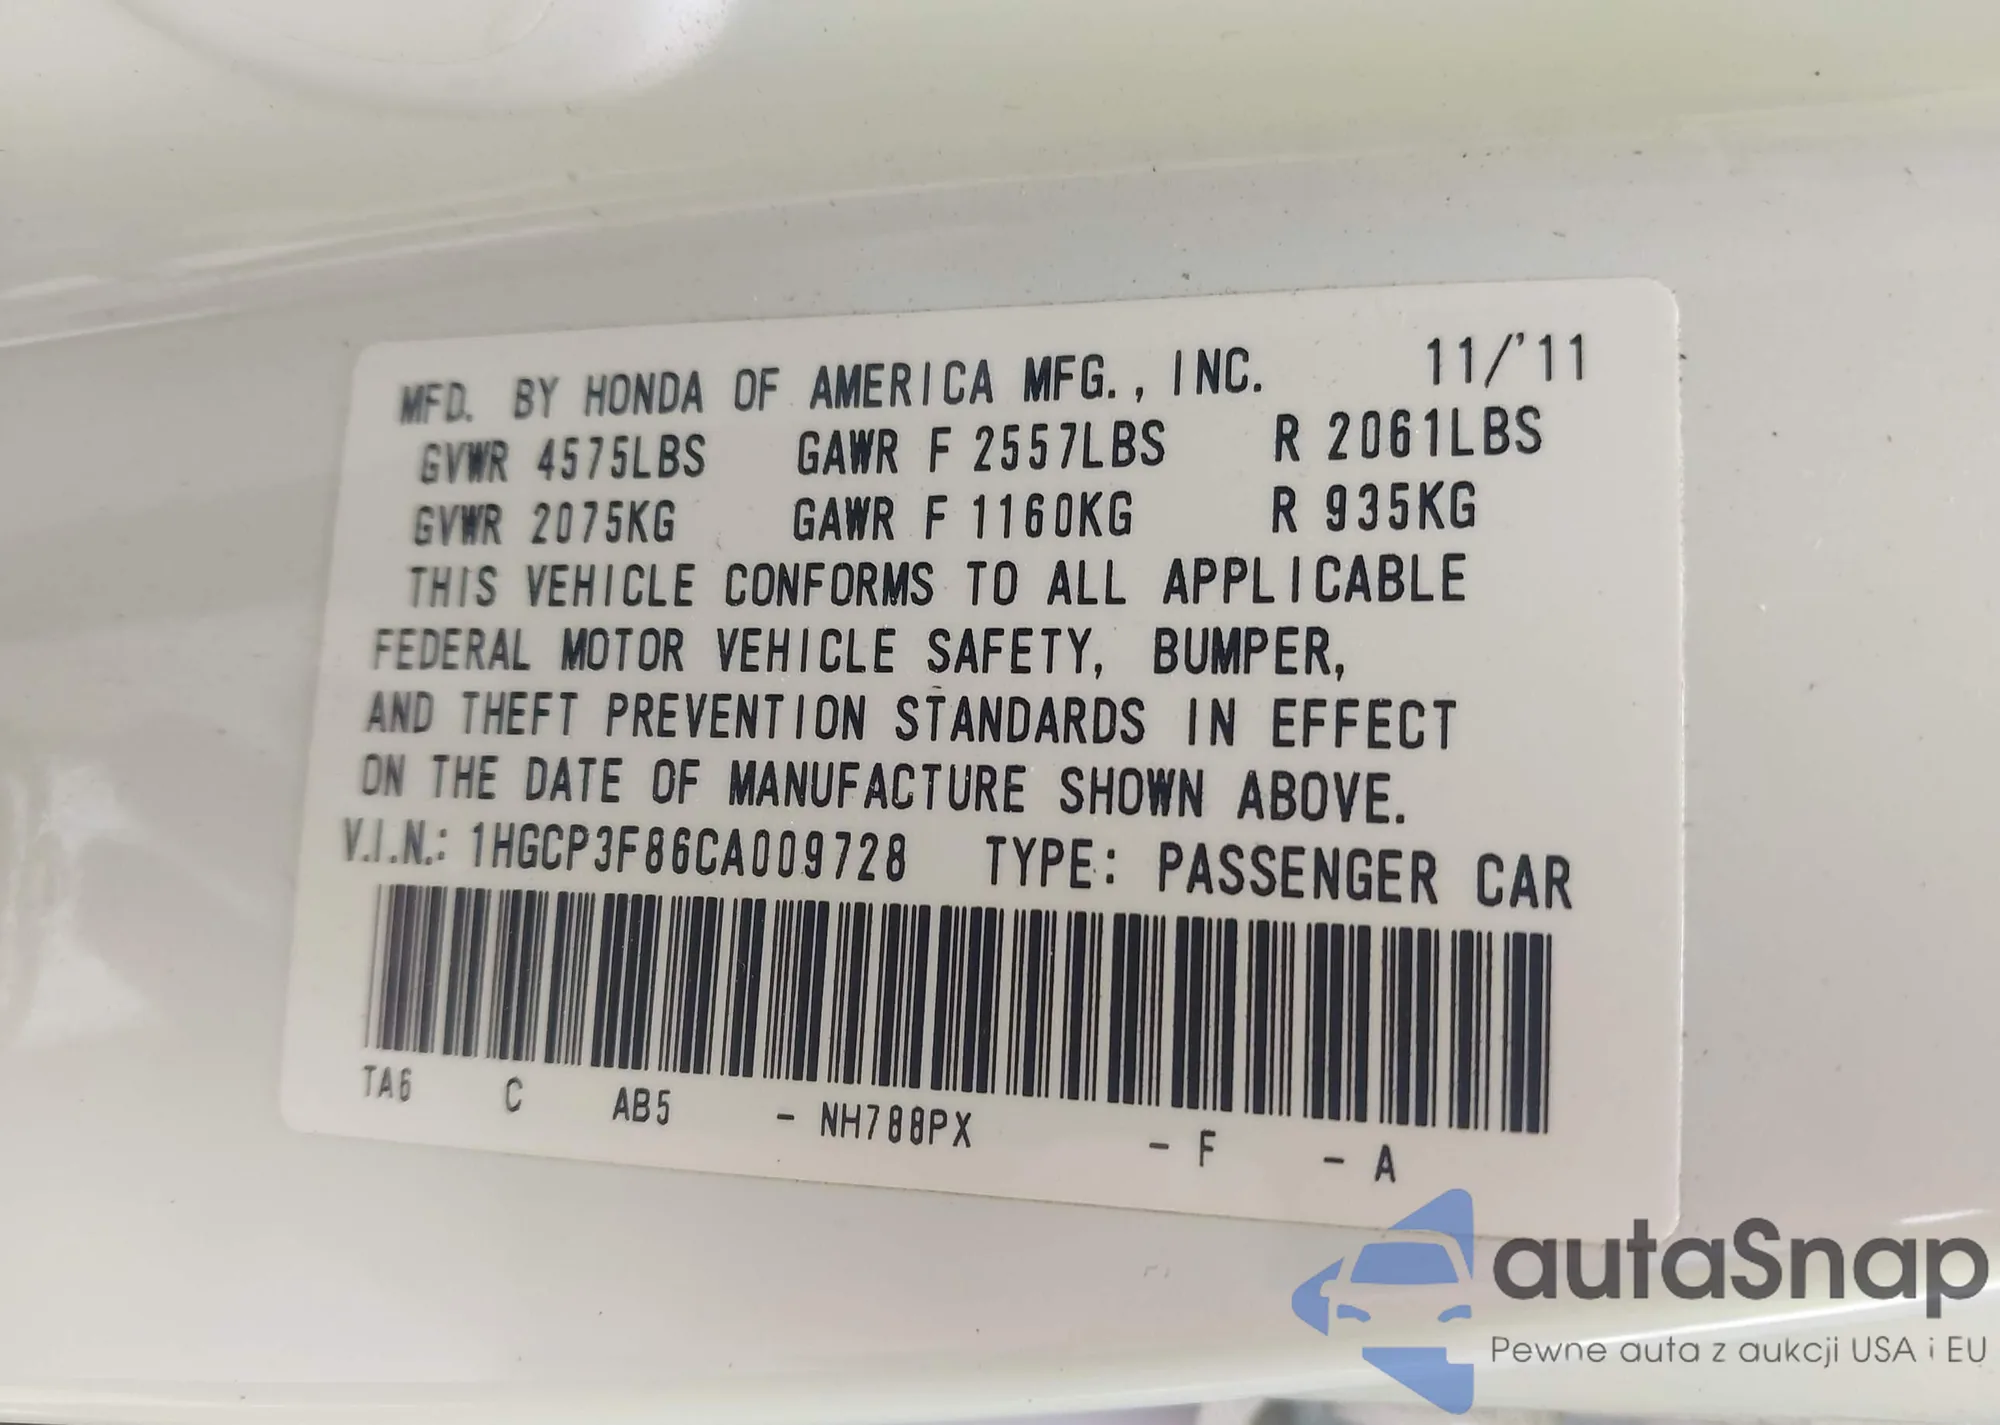 MFD. BY HONDA OF AMERICA MFG., INC. 11/'11
GVWR 4575LBS GAWR F 2557LBS R 2061LBS
GVWR 2075KG GAWR F 1160KG R 935KG
THIS VEHICLE CONFORMS TO ALL APPLICABLE
FEDERAL MOTOR VEHICLE SAFETY, BUMPER,
AND THEFT PREVENTION STANDARDS IN EFFECT
ON THE DATE OF MANUFACTURE SHOWN ABOVE.
V.I.N.: 1HGCP3F86CA009728 TYPE: PASSENGER CAR
TA6 C AB5 - NH788PX - F - A
autaSnap
Pewne auta z aukcji USA i EU